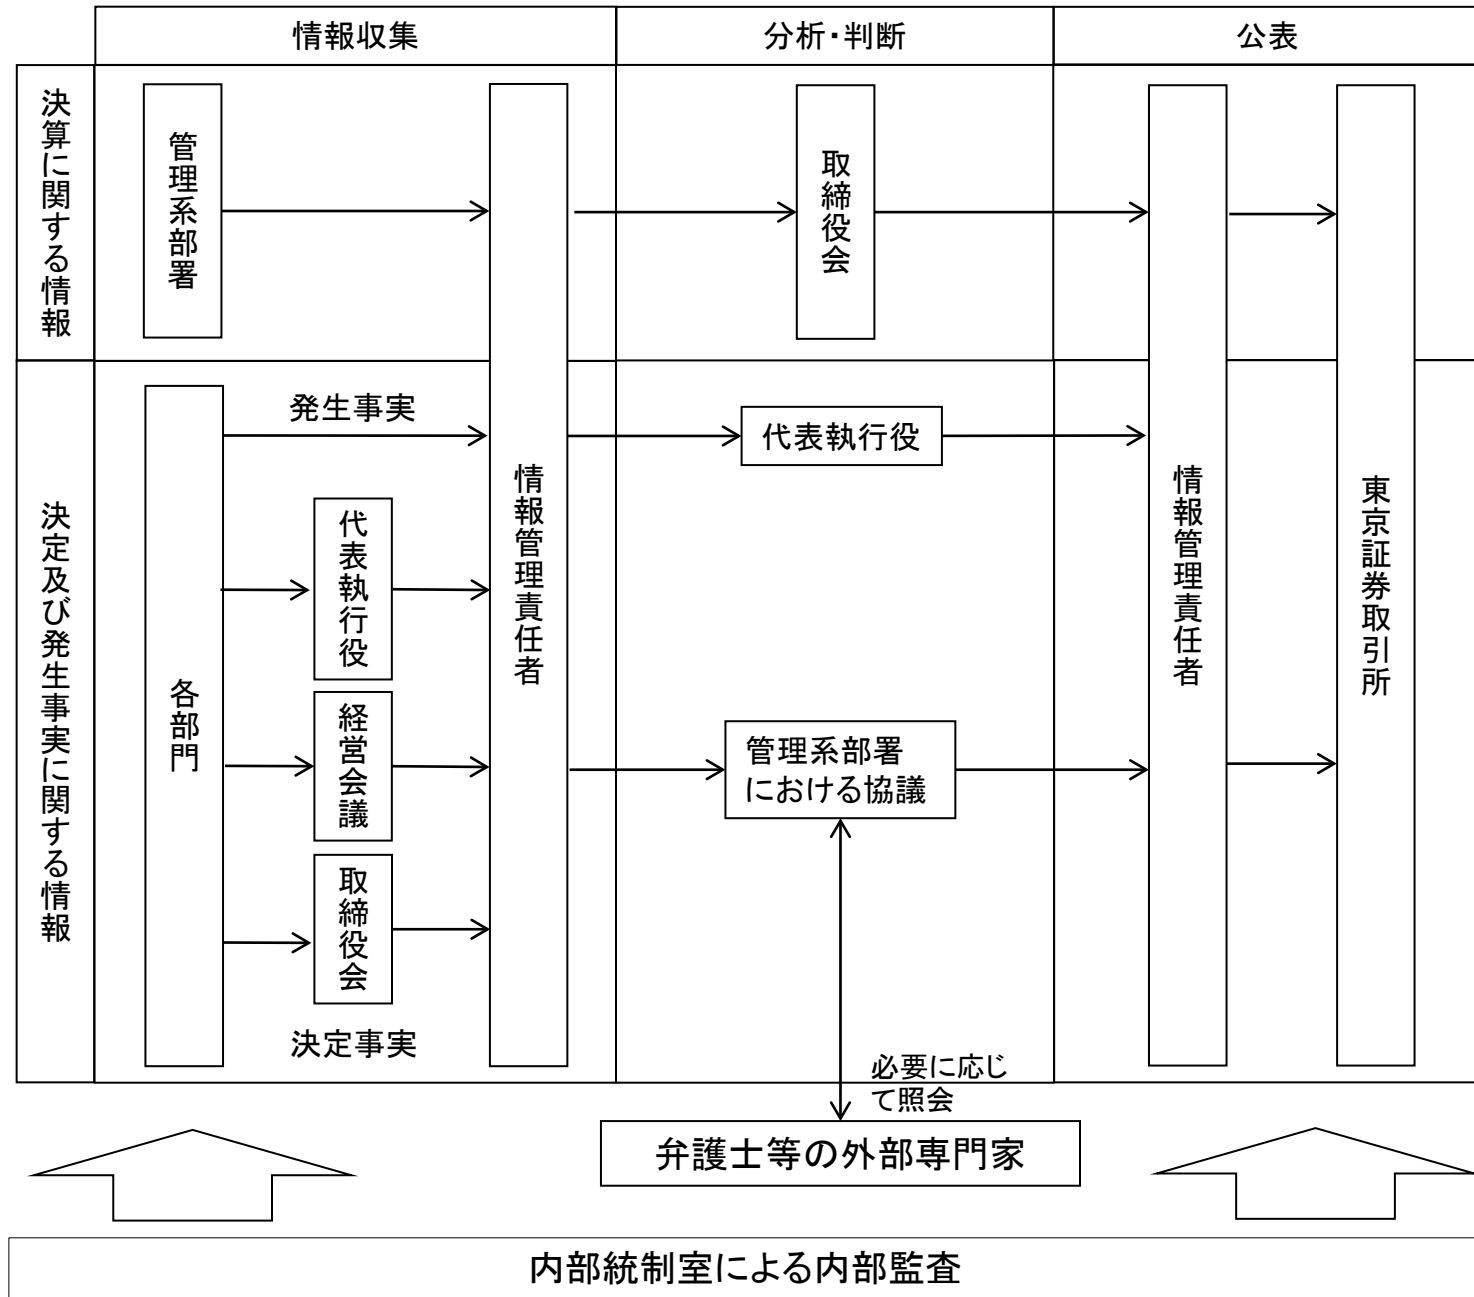 情報収集
分析・判断
公表
決算に関する情報
管理系部署
取締役会
決定及び発生事実に関する情報
各部門
発生事実
代表執行役
経営会議
取締役会
決定事実
情報管理責任者
代表執行役
管理系部署
における協議
情報管理責任者
東京証券取引所
必要に応じ
て照会
弁護士等の外部専門家
内部統制室による内部監査